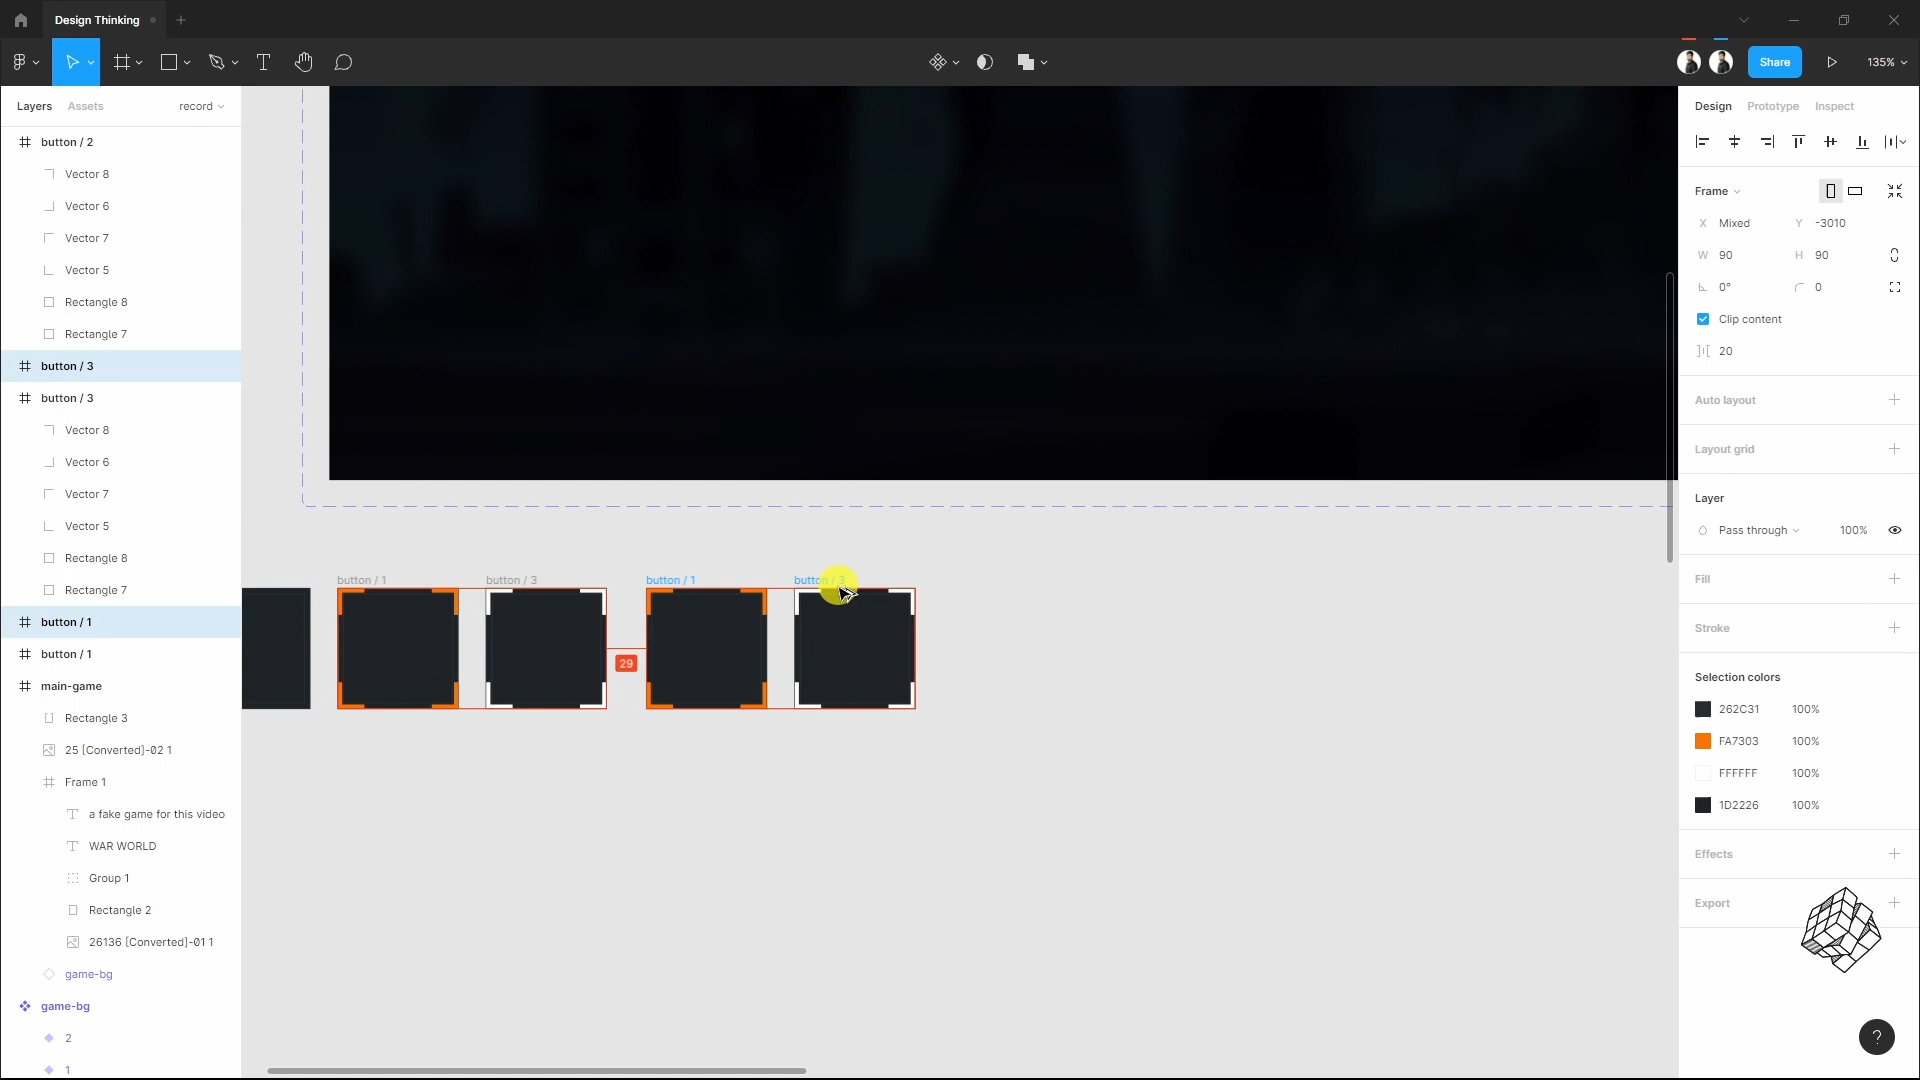 Design Thinking
Share
135%
Layers
Assets
record
button / 2
Vector 8
Vector 6
Vector 7
Vector 5
Rectangle 8
Rectangle 7
button / 3
button / 3
Vector 8
Vector 6
Vector 7
Vector 5
Rectangle 8
Rectangle 7
button / 1
button / 1
main-game
Rectangle 3
25 [Converted]-02 1
Frame 1
a fake game for this video
WAR WORLD
Group 1
Rectangle 2
26136 [Converted]-01 1
game-bg
game-bg
2
1
button / 1
button / 3
button / 1
button / 3
29
Design
Prototype
Inspect
Frame
X Mixed
Y -3010
W 90
H 90
0°
0
Clip content
20
Auto layout
Layout grid
Layer
Pass through
100%
Fill
Stroke
Selection colors
262C31 100%
FA7303 100%
FFFFFF 100%
1D2226 100%
Effects
Export
?